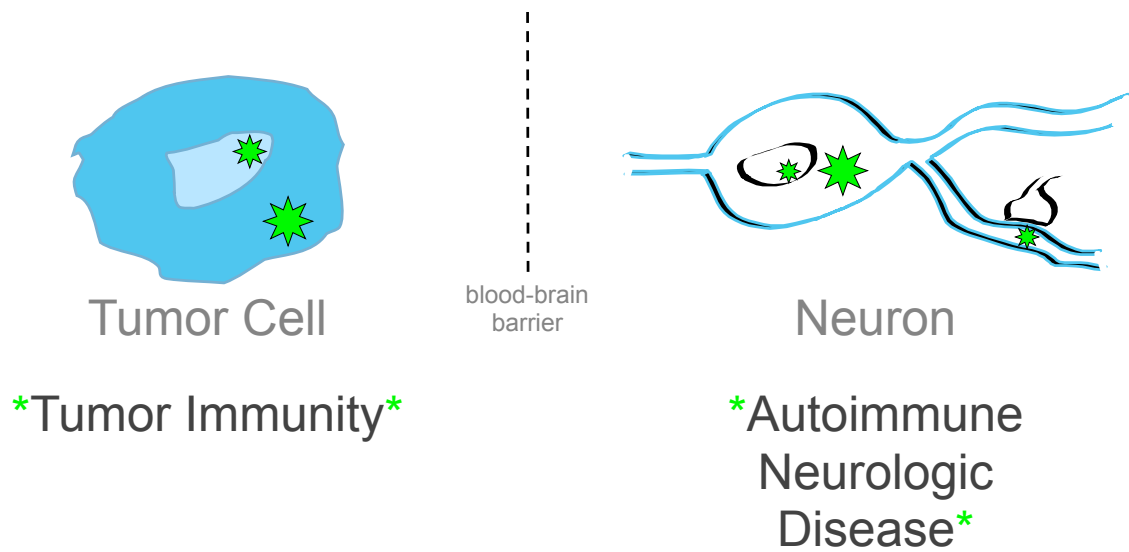 Tumor Cell
blood-brain
barrier
Neuron
*Tumor Immunity*
*Autoimmune
Neurologic
Disease*